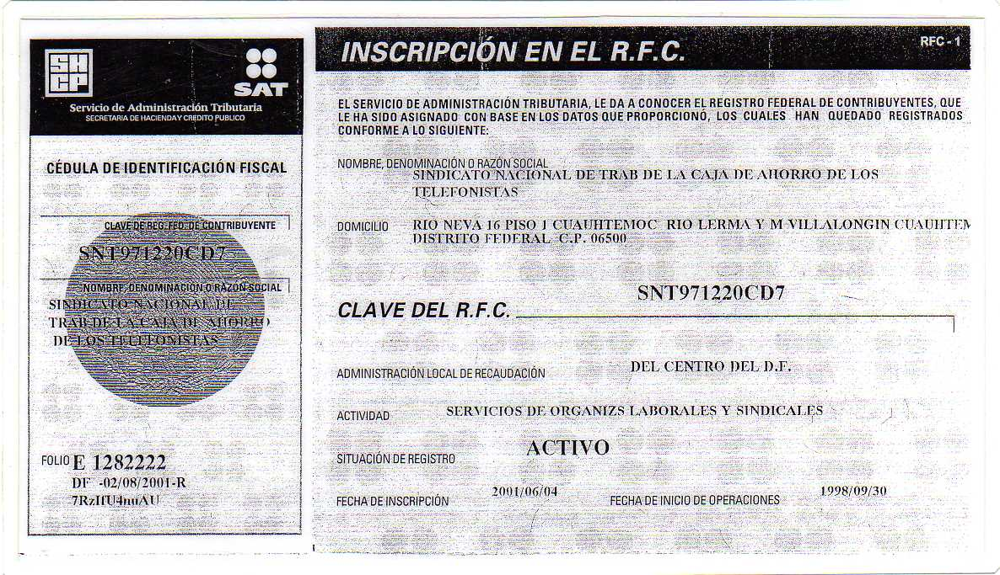 SHCP
SAT
Servicio de Administración Tributaria
SECRETARIA DE HACIENDA Y CREDITO PUBLICO
CÉDULA DE IDENTIFICACIÓN FISCAL
CLAVE DE REG. FED. DE CONTRIBUYENTE
SNT971220CD7
NOMBRE, DENOMINACIÓN O RAZÓN SOCIAL
SINDICATO NACIONAL DE
TRAB DE LA CAJA DE AHORRO
DE LOS TELEFONISTAS
FOLIO E 1282222
DF -02/08/2001-R
INSCRIPCIÓN EN EL R.F.C.
RFC - 1
EL SERVICIO DE ADMINISTRACIÓN TRIBUTARIA, LE DA A CONOCER EL REGISTRO FEDERAL DE CONTRIBUYENTES, QUE
LE HA SIDO ASIGNADO CON BASE EN LOS DATOS QUE PROPORCIONÓ, LOS CUALES HAN QUEDADO REGISTRADOS
CONFORME A LO SIGUIENTE:
NOMBRE, DENOMINACIÓN O RAZÓN SOCIAL
SINDICATO NACIONAL DE TRAB DE LA CAJA DE AHORRO DE LOS
TELEFONISTAS
DOMICILIO RIO NEVA 16 PISO 1 CUAUHTEMOC RIO LERMA Y M VILLALONGIN CUAUHTEM
DISTRITO FEDERAL C.P. 06500
SNT971220CD7
CLAVE DEL R.F.C.
ADMINISTRACIÓN LOCAL DE RECAUDACIÓN DEL CENTRO DEL D.F.
ACTIVIDAD SERVICIOS DE ORGANIZS LABORALES Y SINDICALES
SITUACIÓN DE REGISTRO ACTIVO
FECHA DE INSCRIPCIÓN 2001/06/04 FECHA DE INICIO DE OPERACIONES 1998/09/30